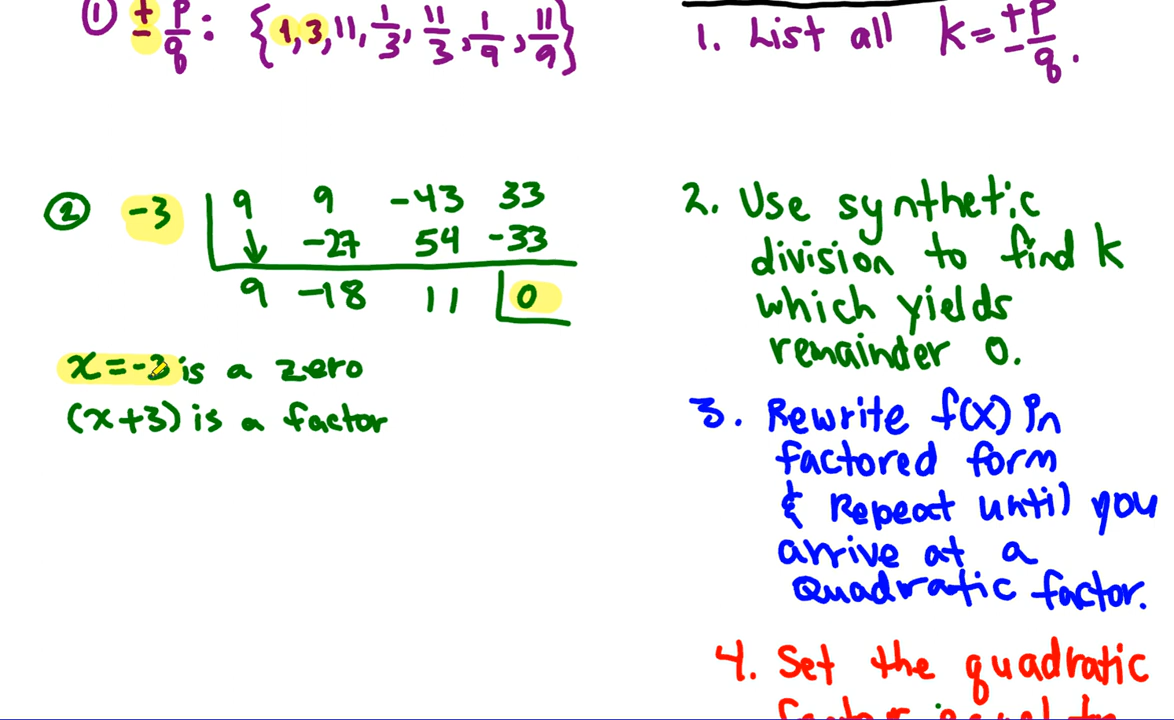 ① ± p/q : {1, 3, 11, 1/3, 11/3, 1/9, 11/9}
1. List all k = ± p/q.
② -3 | 9 9 -43 33
↓ -27 54 -33
9 -18 11 | 0
x = -3 is a zero
(x+3) is a factor
2. Use synthetic
division to find k
which yields
remainder 0.
3. Rewrite f(x) in
factored form
& Repeat until you
arrive at a
Quadratic factor.
4. Set the quadratic
factor equal to